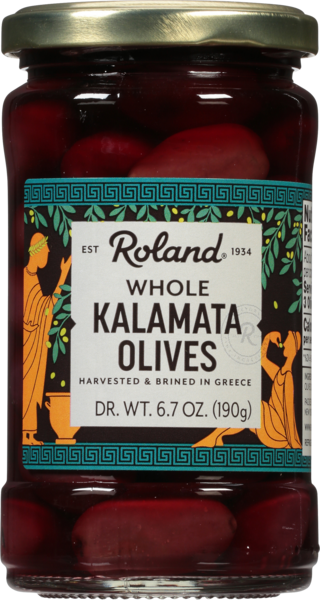 EST Roland® 1934
WHOLE
KALAMATA
OLIVES
HARVESTED & BRINED IN GREECE
DR. WT. 6.7 OZ. (190g)